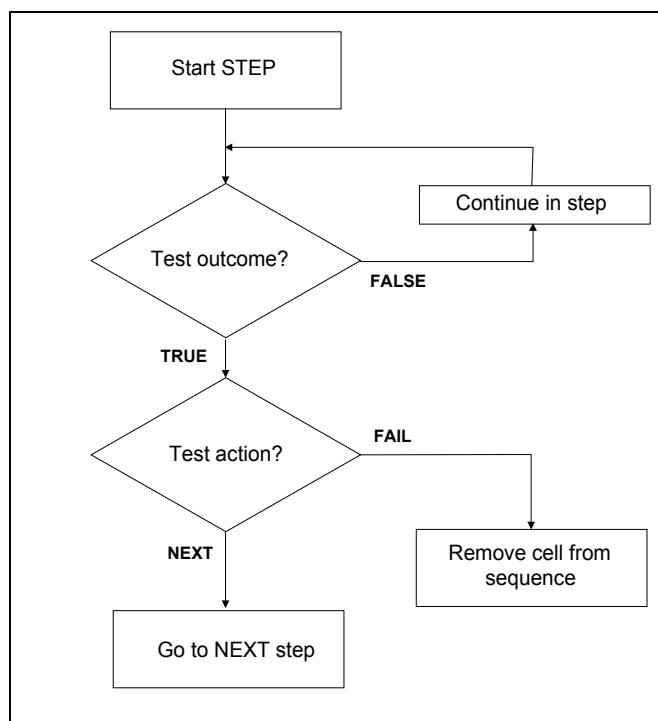 Start STEP
Continue in step
Test outcome?
FALSE
TRUE
Test action?
FAIL
NEXT
Remove cell from
sequence
Go to NEXT step